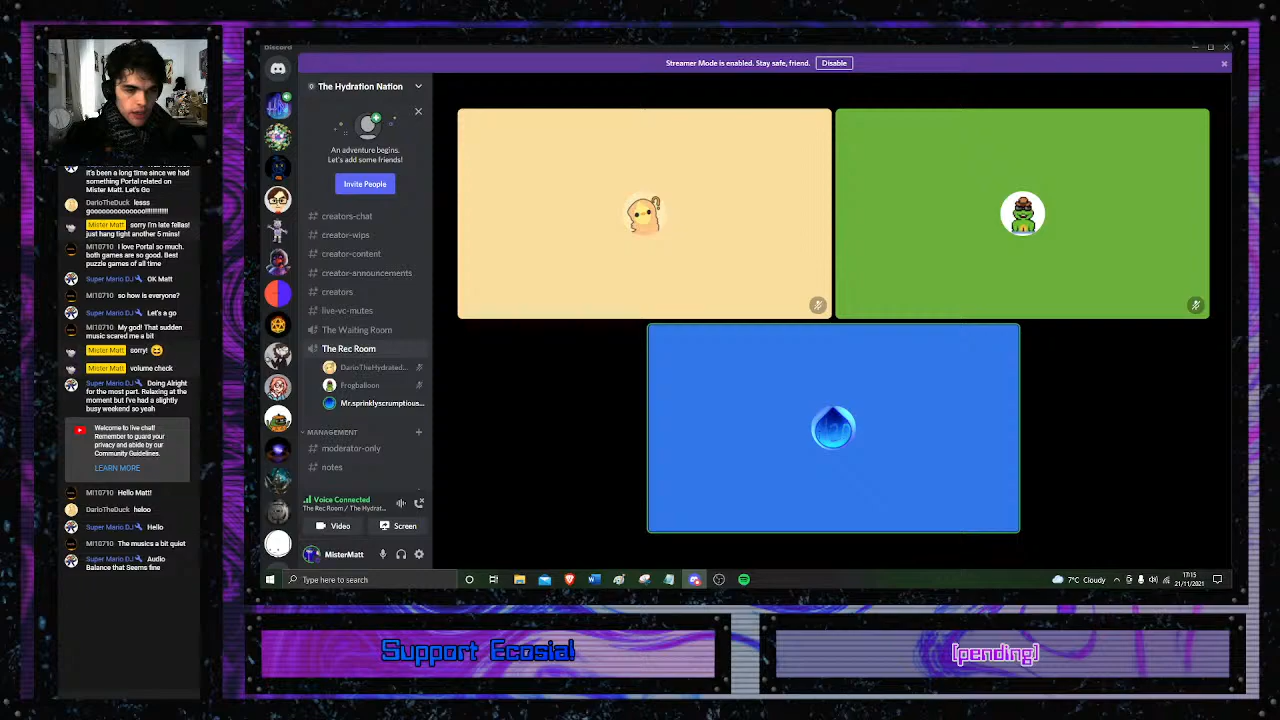 It's been a long time since we had
something Portal related on
Mister Matt. Let's Go
DarloTheDuck lesss
gooooooooooooo!!!!!!!!!!!!
Mister Matt sorry I'm late fellas!
just hang tight another 5 mins!
MI10710 I love Portal so much.
both games are so good. Best
puzzle games of all time
Super Mario DJ OK Matt
MI10710 so how is everyone?
Super Mario DJ Let's a go
MI10710 My god! That sudden
music scared me a bit
Mister Matt sorry!
Mister Matt volume check
Super Mario DJ Doing Alright
for the most part. Relaxing at the
moment but I've had a slightly
busy weekend so yeah
Welcome to live chat!
Remember to guard your
privacy and abide by our
Community Guidelines.
LEARN MORE
MI10710 Hello Matt!
DarloTheDuck haloo
Super Mario DJ Hello
MI10710 The musics a bit quiet
Super Mario DJ Audio
Balance that Seems fine
Discord
Streamer Mode is enabled. Stay safe, friend.
Disable
The Hydration Nation
An adventure begins.
Let's add some friends!
Invite People
creators-chat
creator-wips
creator-content
creator-announcements
creators
live-vc-mutes
The Waiting Room
The Rec Room
DarioTheHydrated...
Frogballoon
Mr.sprinklyscrumptious...
MANAGEMENT
moderator-only
notes
Voice Connected
The Rec Room / The Hydrat...
Video
Screen
MisterMatt
Type here to search
7°C Cloudy
17:15
21/11/2021
Support Ecosia!
[pending]